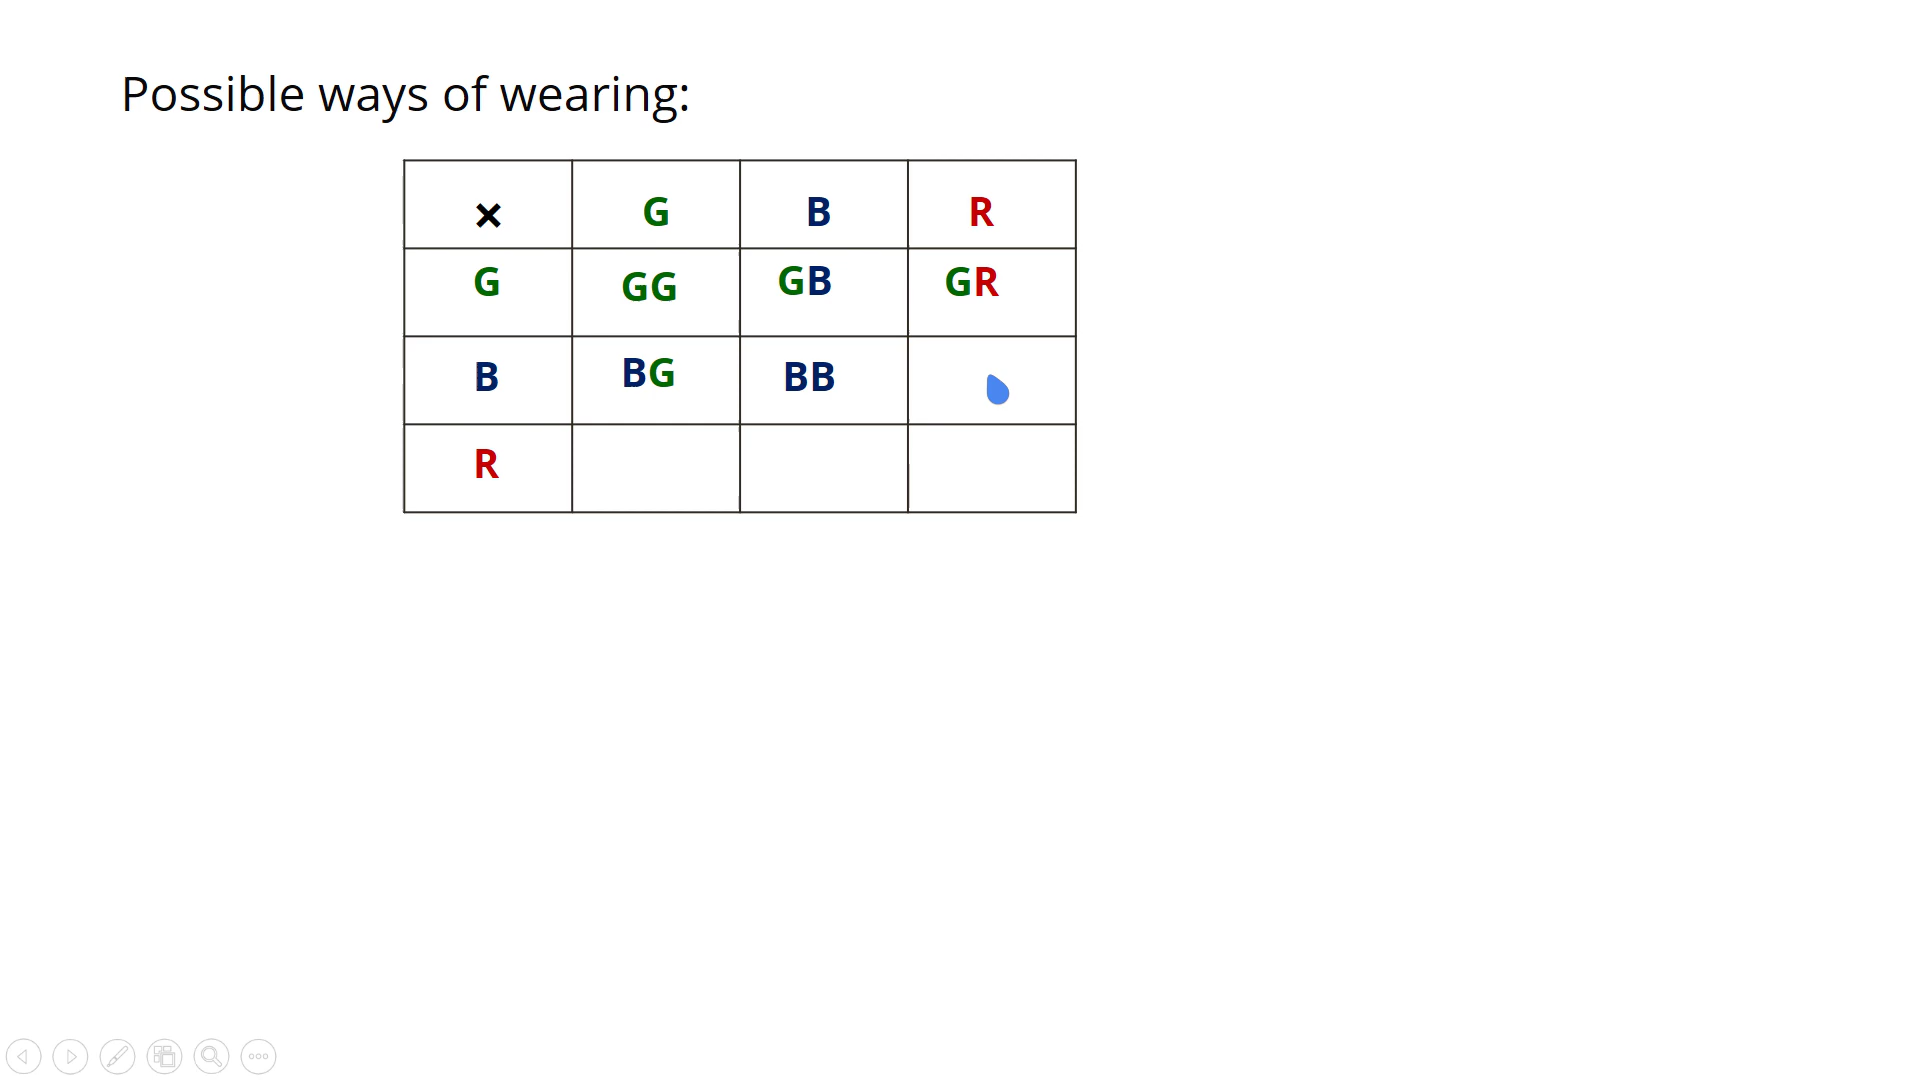 Possible ways of wearing:
× G B R
G GG GB GR
B BG BB
R